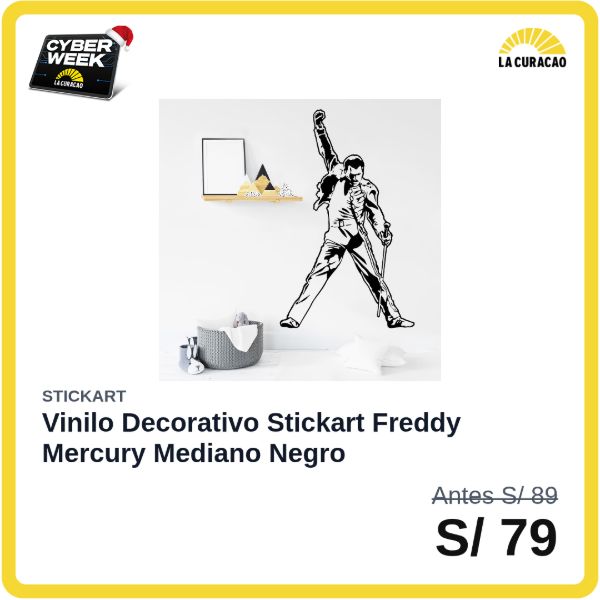 CYBER
WEEK
LA CURACAO
LA CURACAO
STICKART
Vinilo Decorativo Stickart Freddy
Mercury Mediano Negro
Antes S/ 89
S/ 79